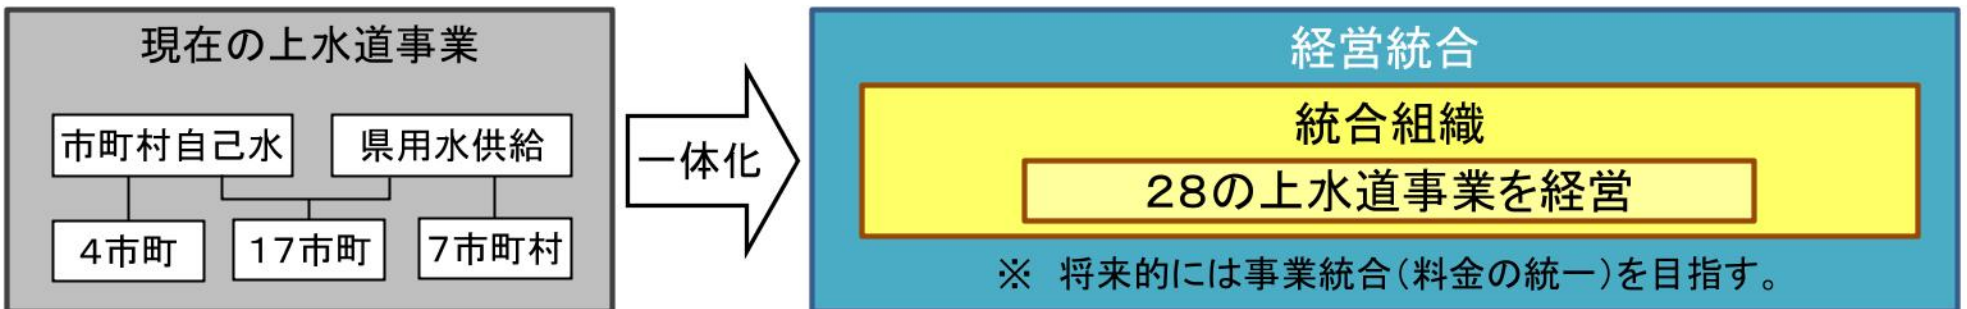 現在の上水道事業
市町村自己水
県用水供給
4市町
17市町
7市町村
一体化
経営統合
統合組織
28の上水道事業を経営
※ 将来的には事業統合(料金の統一)を目指す。